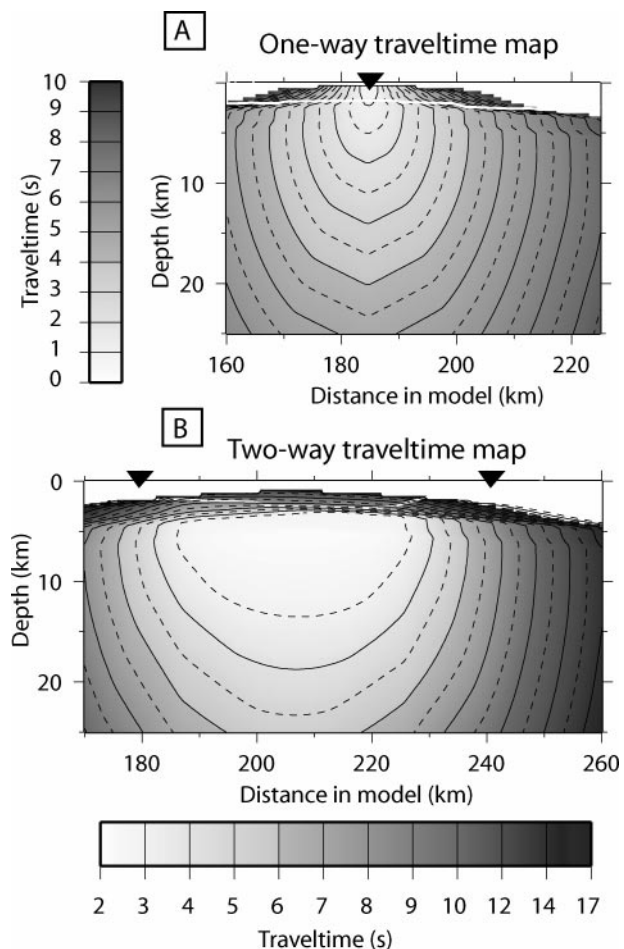 A
One-way traveltime map
10
9
8
7
6
5
4
3
2
1
0
Traveltime (s)
10
20
Depth (km)
160 180 200 220
Distance in model (km)
B
Two-way traveltime map
0
10
20
Depth (km)
180 200 220 240 260
Distance in model (km)
2 3 4 5 6 7 8 9 10 12 14 17
Traveltime (s)